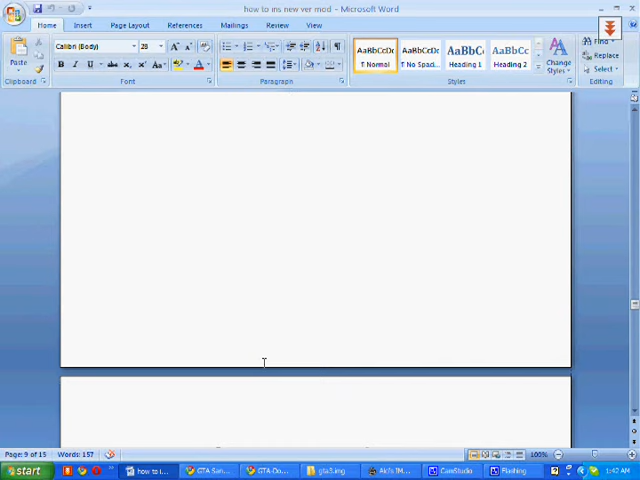 how to ins new ver mod - Microsoft Word
Home Insert Page Layout References Mailings Review View
Calibri (Body) 28
AaBbCcDc AaBbCcDc AaBbCc AaBbCc
Paste
¶ Normal ¶ No Spaci... Heading 1 Heading 2
Change Styles
Find
Replace
Select
Clipboard Font Paragraph Styles Editing
Page: 9 of 15 Words: 157 100%
start how to i... GTA San... GTA-Do... gta3.img Alci's IM... CamStudio Flashing 1:42 AM